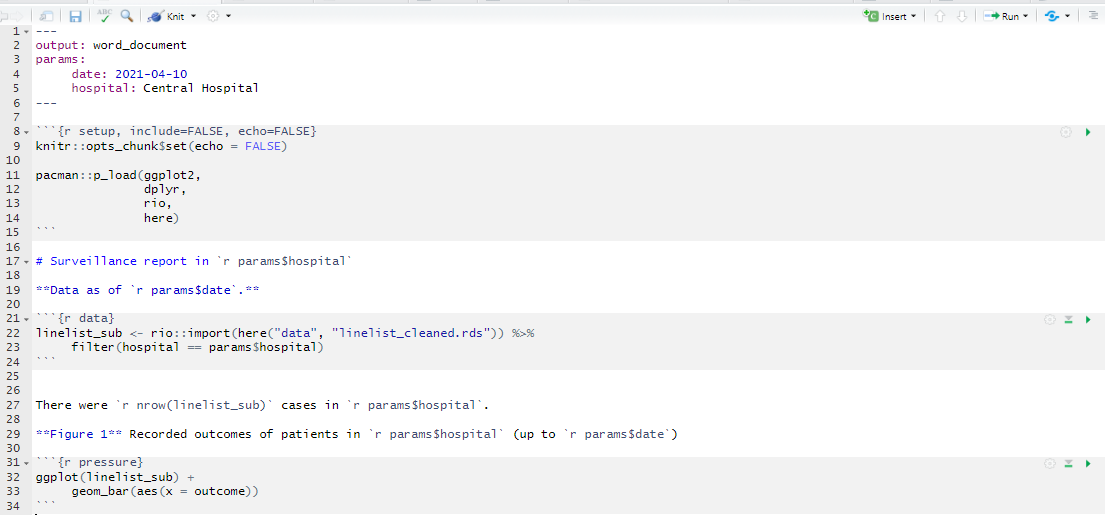 ABC Knit Insert Run
1 ---
2 output: word_document
3 params:
4 date: 2021-04-10
5 hospital: Central Hospital
6 ---
7
8 ```{r setup, include=FALSE, echo=FALSE}
9 knitr::opts_chunk$set(echo = FALSE)
10
11 pacman::p_load(ggplot2,
12 dplyr,
13 rio,
14 here)
15 ```
16
17 # Surveillance report in `r params$hospital`
18
19 **Data as of `r params$date`.**
20
21 ```{r data}
22 linelist_sub <- rio::import(here("data", "linelist_cleaned.rds")) %>%
23 filter(hospital == params$hospital)
24 ```
25
26
27 There were `r nrow(linelist_sub)` cases in `r params$hospital`.
28
29 **Figure 1** Recorded outcomes of patients in `r params$hospital` (up to `r params$date`)
30
31 ```{r pressure}
32 ggplot(linelist_sub) +
33 geom_bar(aes(x = outcome))
34 ```